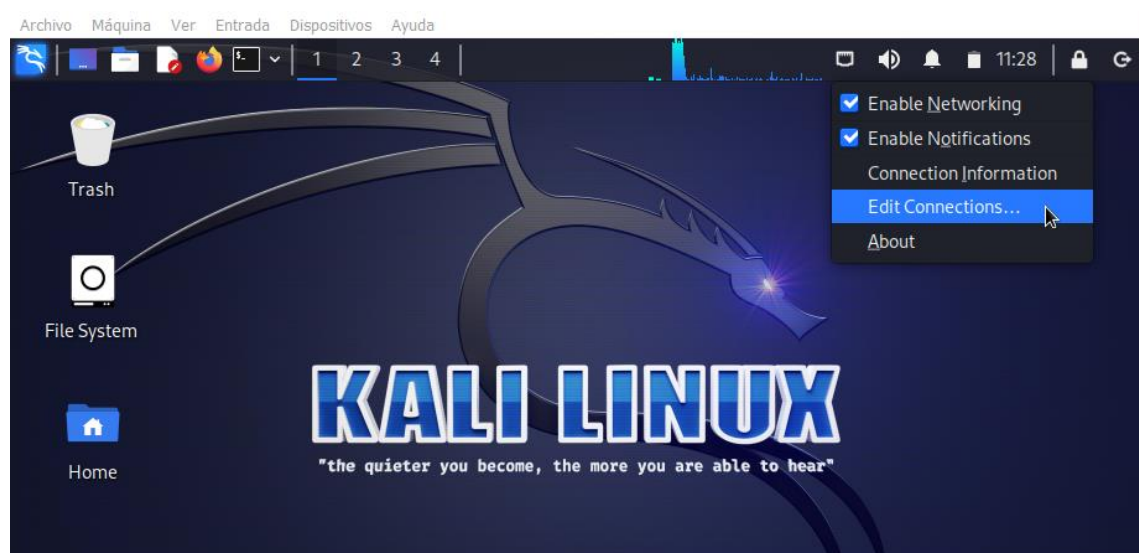 Archivo Máquina Ver Entrada Dispositivos Ayuda
1 2 3 4 11:28
Enable Networking
Enable Notifications
Connection Information
Edit Connections...
About
Trash
File System
Home
KALI LINUX
"the quieter you become, the more you are able to hear"